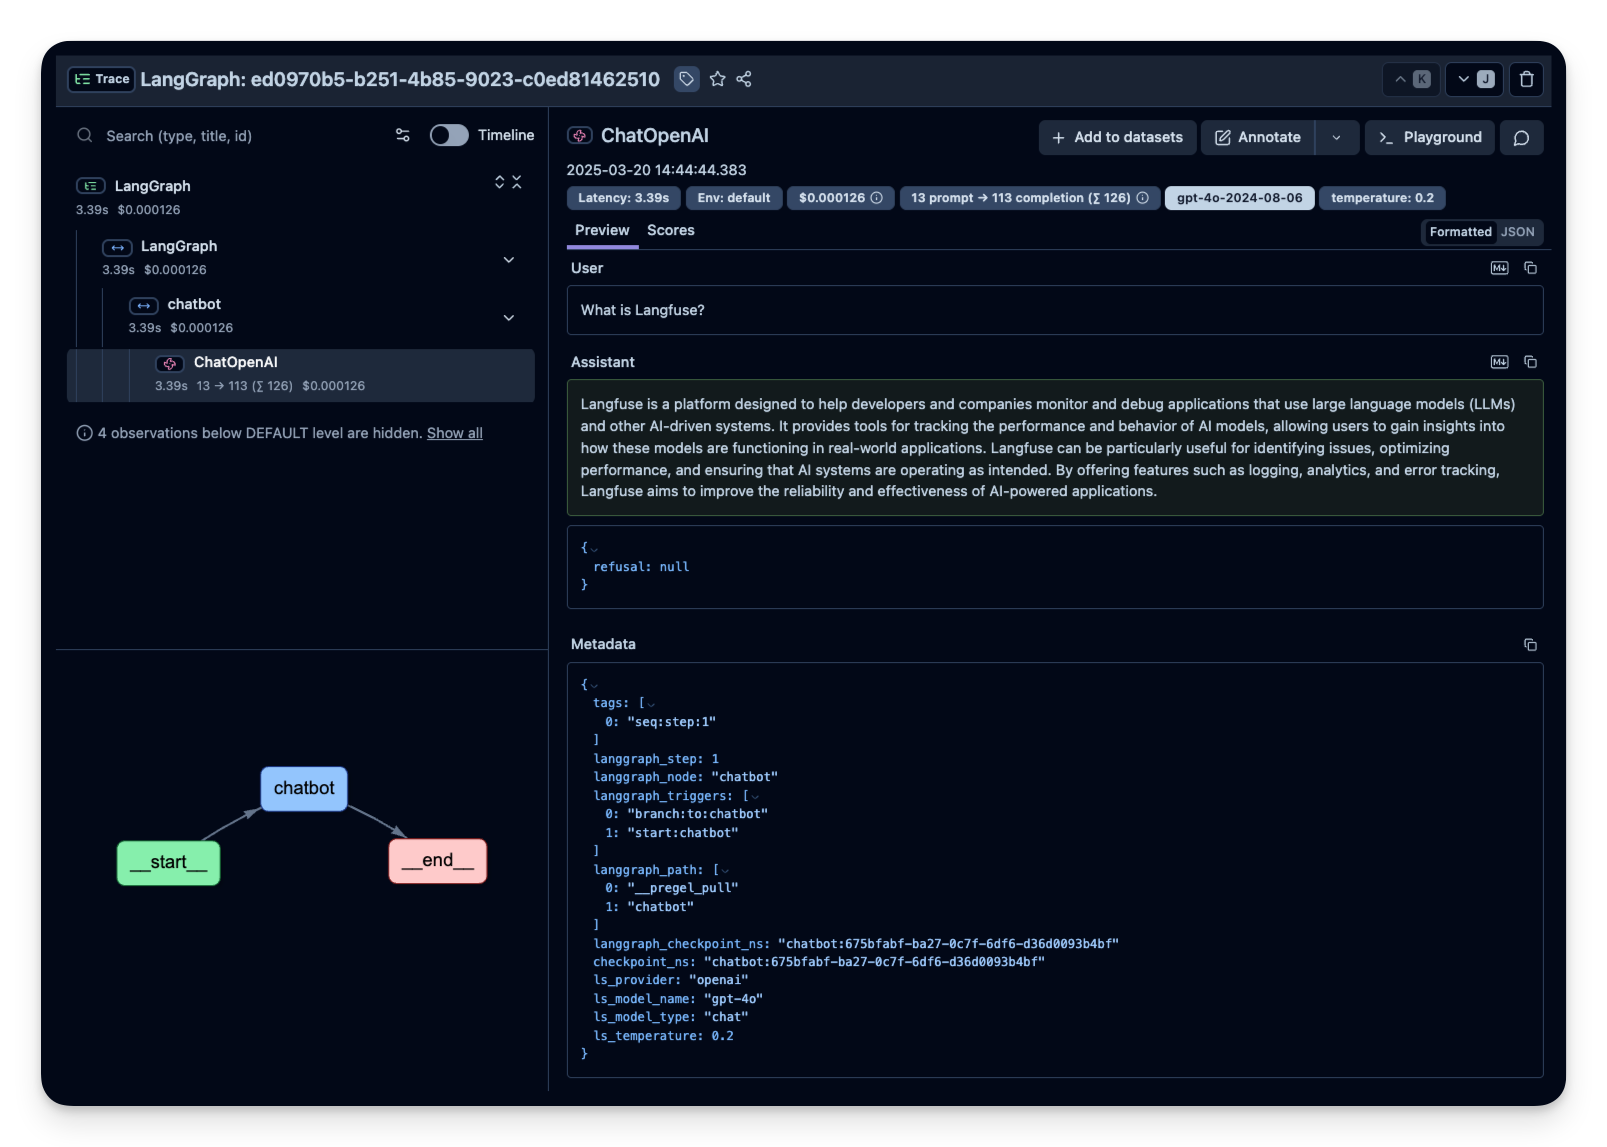 Trace LangGraph: ed0970b5-b251-4b85-9023-c0ed81462510 K J
Search (type, title, id) Timeline
LangGraph
3.39s $0.000126
LangGraph
3.39s $0.000126
chatbot
3.39s $0.000126
ChatOpenAI
3.39s 13 → 113 (∑ 126) $0.000126
4 observations below DEFAULT level are hidden. Show all
chatbot
__start__
__end__
ChatOpenAI + Add to datasets Annotate >_ Playground
2025-03-20 14:44:44.383
Latency: 3.39s Env: default $0.000126 13 prompt → 113 completion (∑ 126) gpt-4o-2024-08-06 temperature: 0.2
Preview Scores Formatted JSON
User
What is Langfuse?
Assistant
Langfuse is a platform designed to help developers and companies monitor and debug applications that use large language models (LLMs)
and other AI-driven systems. It provides tools for tracking the performance and behavior of AI models, allowing users to gain insights into
how these models are functioning in real-world applications. Langfuse can be particularly useful for identifying issues, optimizing
performance, and ensuring that AI systems are operating as intended. By offering features such as logging, analytics, and error tracking,
Langfuse aims to improve the reliability and effectiveness of AI-powered applications.
{
refusal: null
}
Metadata
{
tags: [
0: "seq:step:1"
]
langgraph_step: 1
langgraph_node: "chatbot"
langgraph_triggers: [
0: "branch:to:chatbot"
1: "start:chatbot"
]
langgraph_path: [
0: "__pregel_pull"
1: "chatbot"
]
langgraph_checkpoint_ns: "chatbot:675bfabf-ba27-0c7f-6df6-d36d0093b4bf"
checkpoint_ns: "chatbot:675bfabf-ba27-0c7f-6df6-d36d0093b4bf"
ls_provider: "openai"
ls_model_name: "gpt-4o"
ls_model_type: "chat"
ls_temperature: 0.2
}